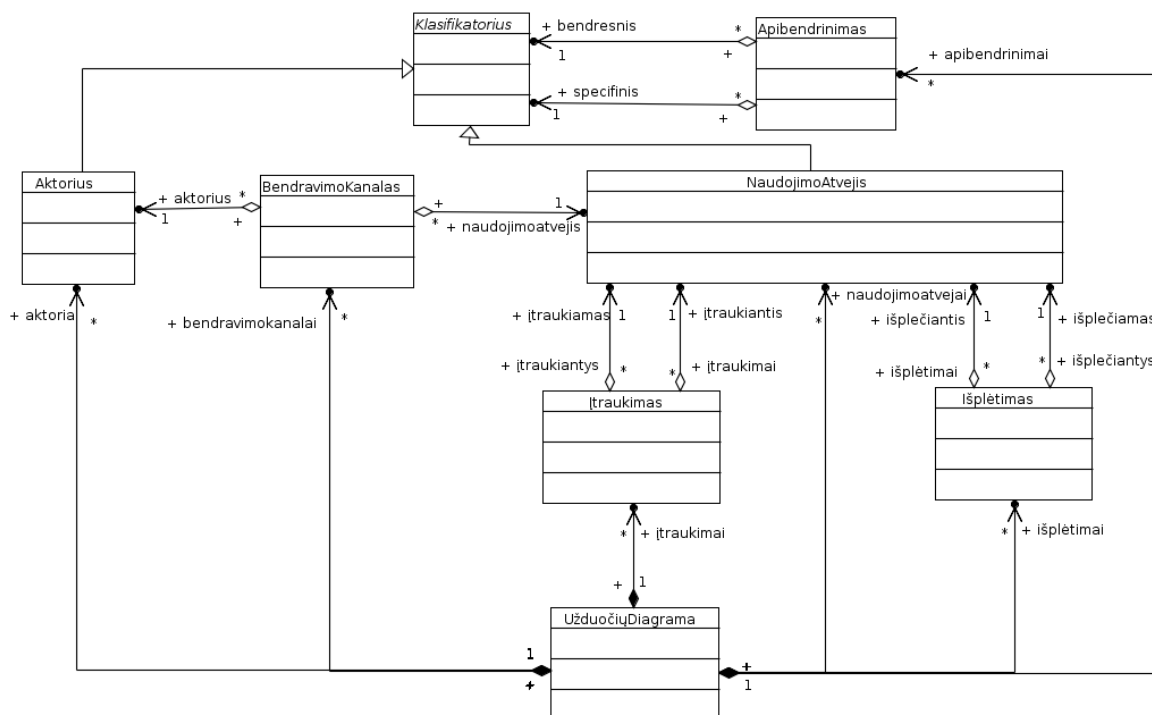 Klasifikatorius
+ bendresnis
*
Apibendrinimas
1
+
+ apibendrinimai
*
+ specifinis
*
1
+
Aktorius
+ aktorius
*
1
+
BendravimoKanalas
+
*
1
+ naudojimoatvejis
NaudojimoAtvejis
+ aktoriai
*
+ bendravimokanalai
*
+ įtraukiamas
1
1
+ įtraukiantis
+ naudojimoatvejai
*
+ išplečiantis
1
1
+ išplečiamas
+ įtraukiantys
*
*
+ įtraukimai
+ išplėtimai
*
*
+ išplečiantys
Įtraukimas
Išplėtimas
*
+ įtraukimai
*
+ išplėtimai
+
1
UžduočiųDiagrama
1
+
+
1